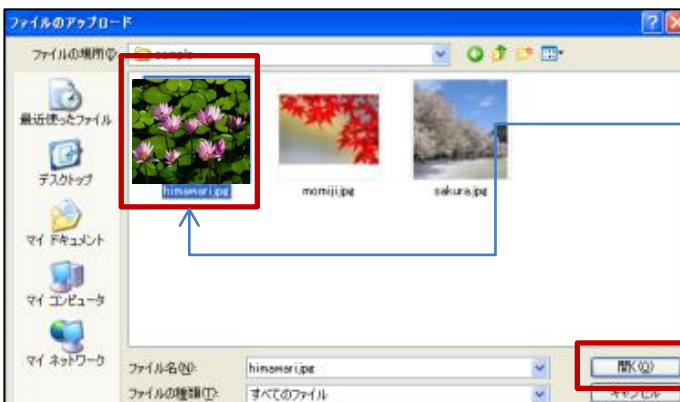 ファイルのアップロード
ファイルの場所(I):
sample
最近使ったファイル
デスクトップ
マイ ドキュメント
マイ コンピュータ
マイ ネットワーク
himawari.jpg
momiji.jpg
sakura.jpg
ファイル名(N):
himawari.jpg
開く(O)
ファイルの種類(T):
すべてのファイル
キャンセル